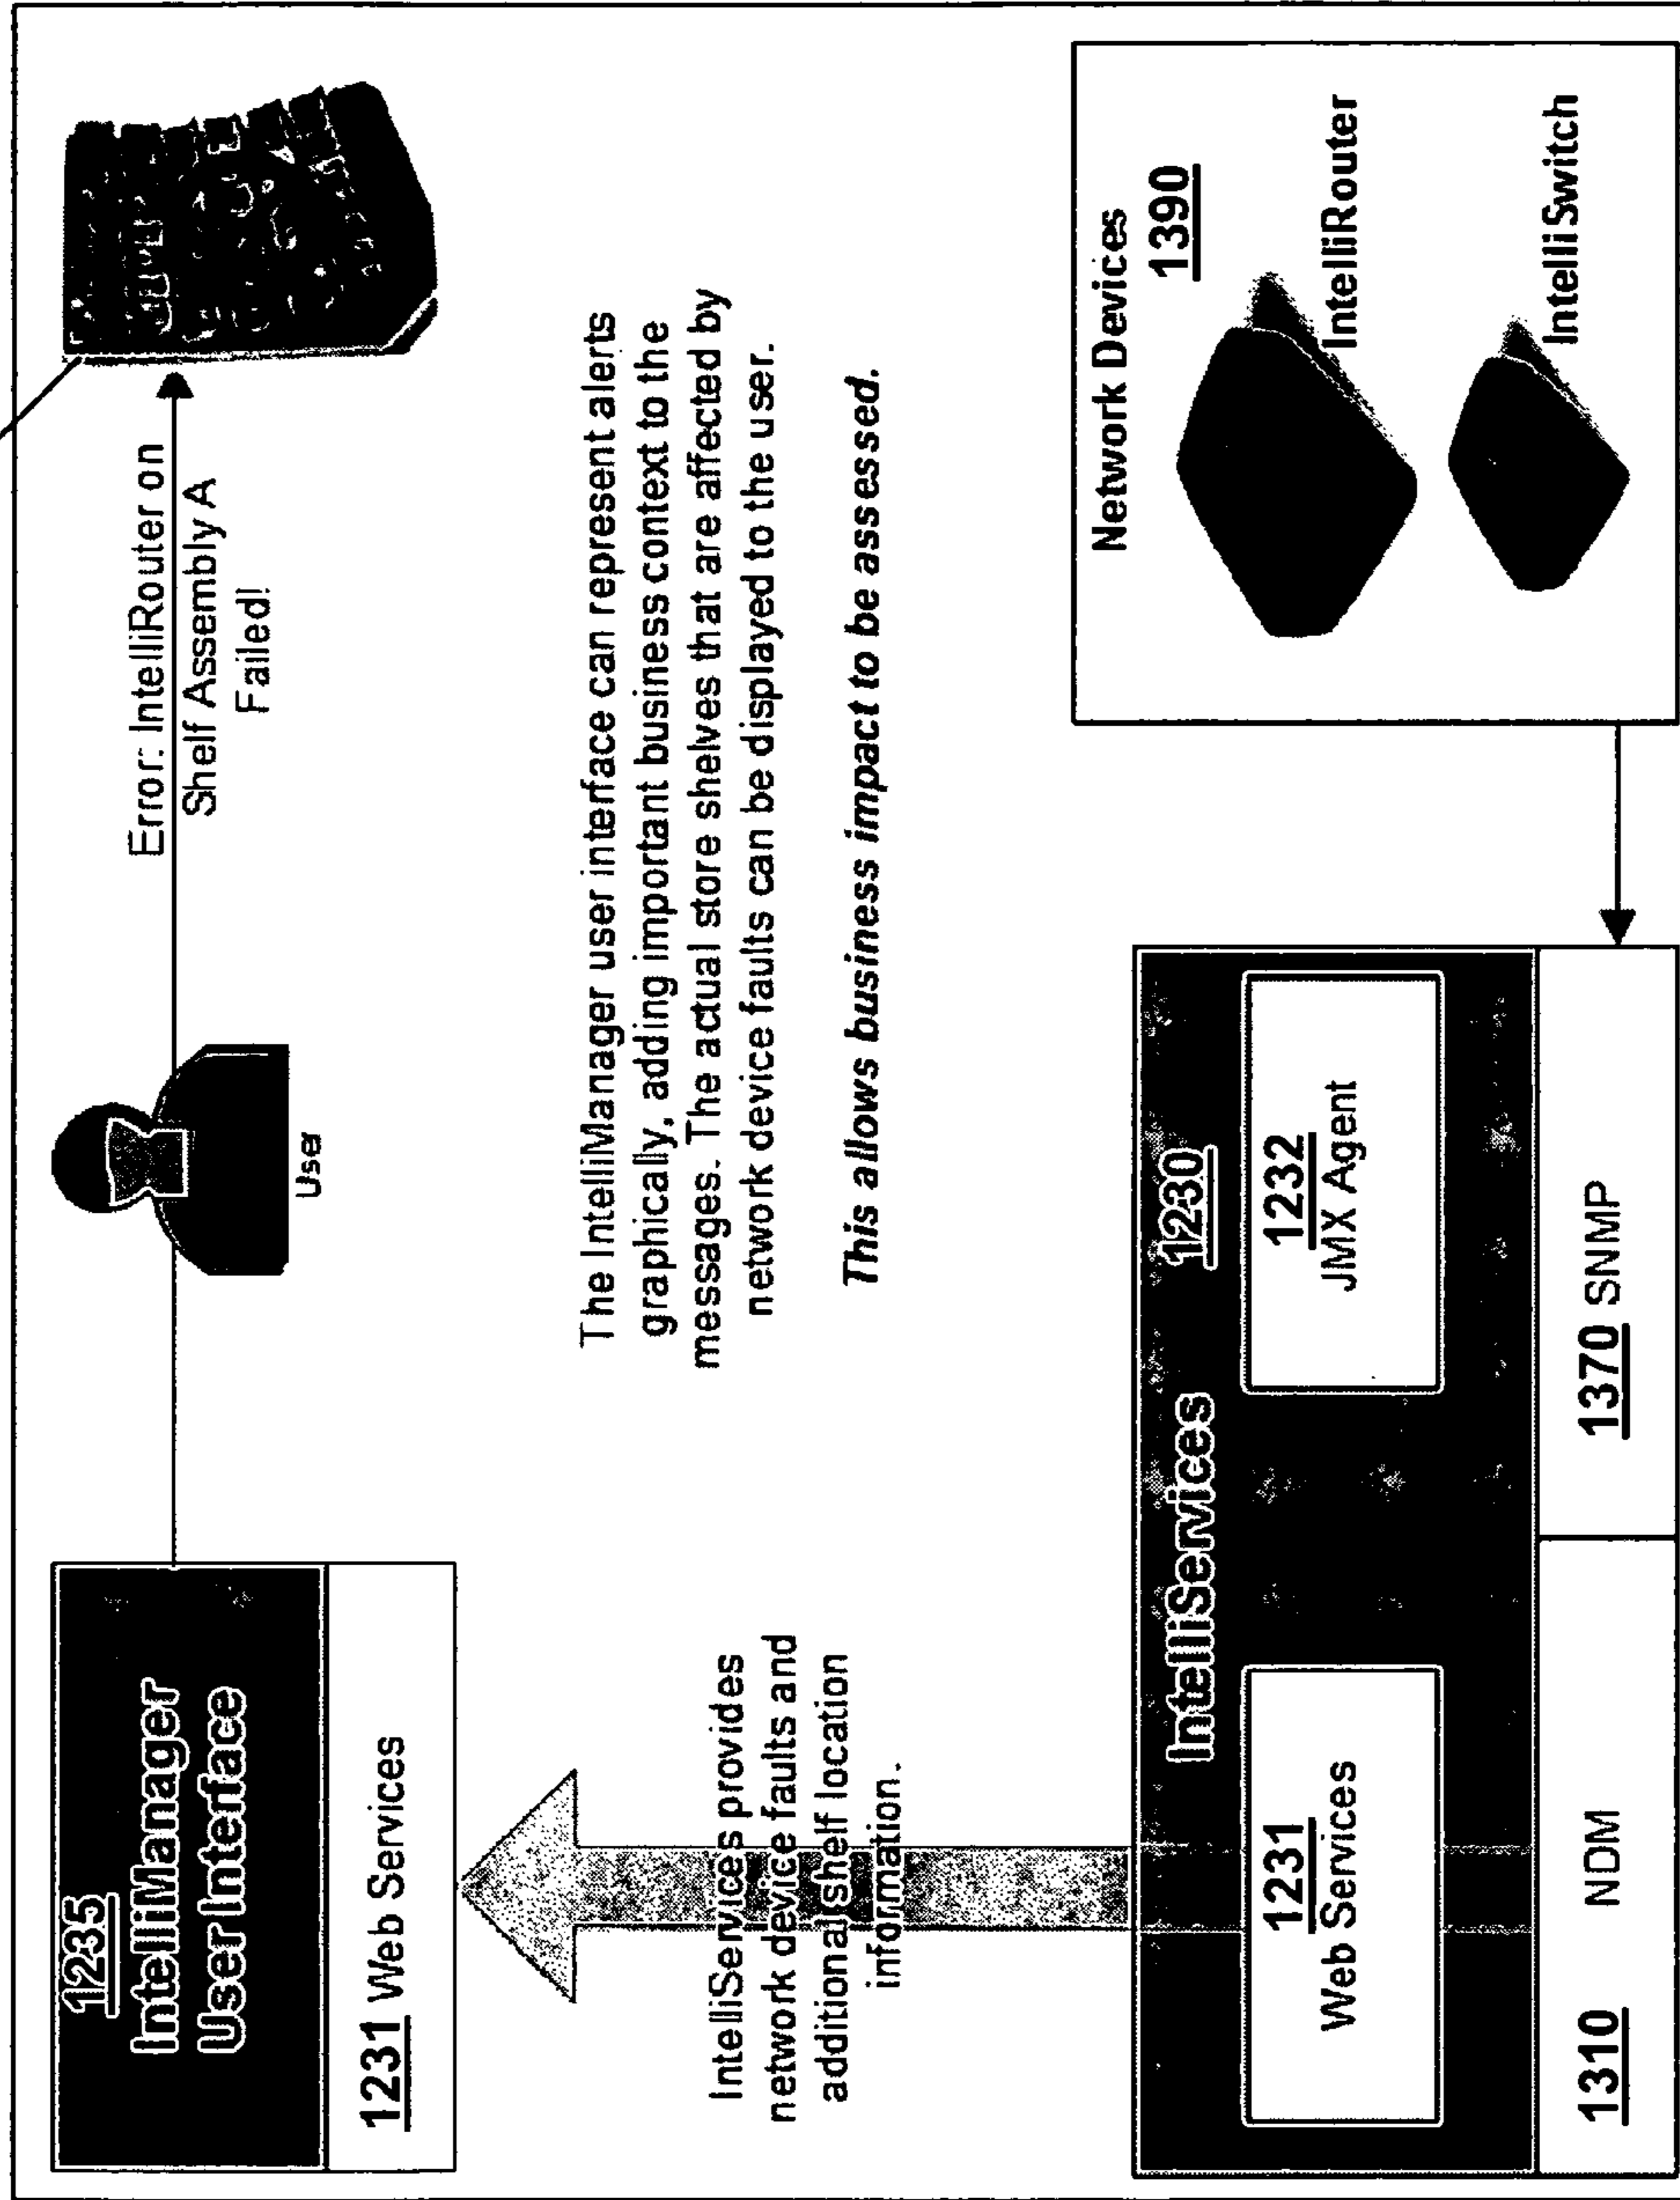 1235
IntelliManager
User Interface
1231 Web Services
User
Error: IntelliRouter on
Shelf Assembly A
Failed!
IntelliServices provides
network device faults and
additional shelf location
information.
The IntelliManager user interface can represent alerts
graphically, adding important business context to the
messages. The actual store shelves that are affected by
network device faults can be displayed to the user.
This allows business impact to be assessed.
IntelliServices 1230
1231
Web Services
1232
JMX Agent
1310 NDM
1370 SNMP
Network Devices
1390
IntelliRouter
IntelliSwitch